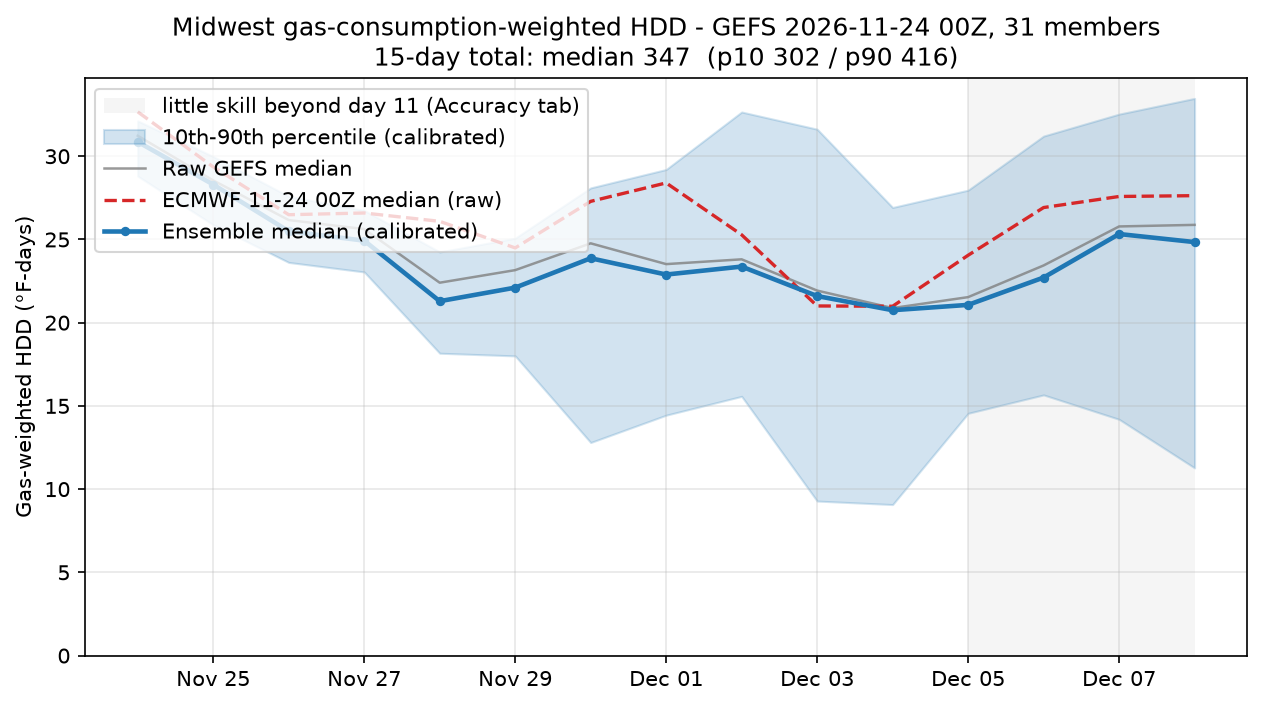 Midwest gas-consumption-weighted HDD - GEFS 2026-11-24 00Z, 31 members
15-day total: median 347  (p10 302 / p90 416)
little skill beyond day 11 (Accuracy tab)
10th-90th percentile (calibrated)
Raw GEFS median
ECMWF 11-24 00Z median (raw)
Ensemble median (calibrated)
Gas-weighted HDD (°F-days)
30
25
20
15
10
5
0
Nov 25 Nov 27 Nov 29 Dec 01 Dec 03 Dec 05 Dec 07